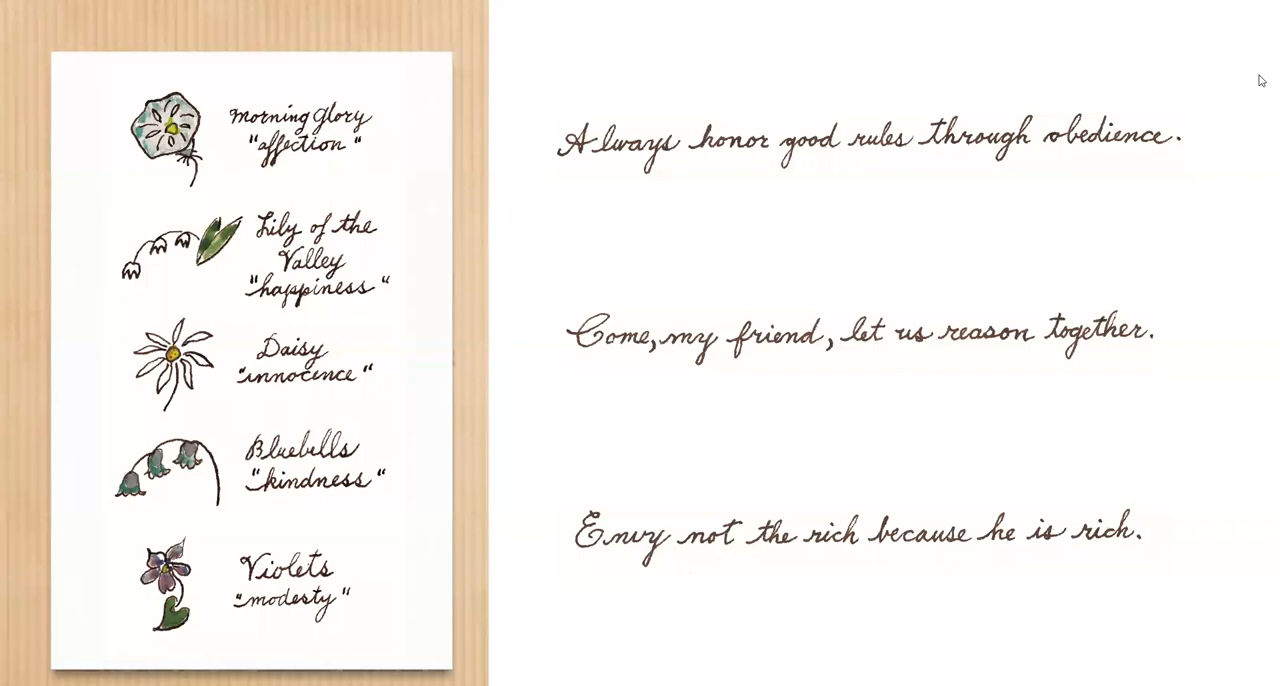 Morning Glory
"affection"
Lily of the
Valley
"happiness"
Daisy
"innocence"
Bluebells
"kindness"
Violets
"modesty"
Always honor good rules through obedience.
Come, my friend, let us reason together.
Envy not the rich because he is rich.